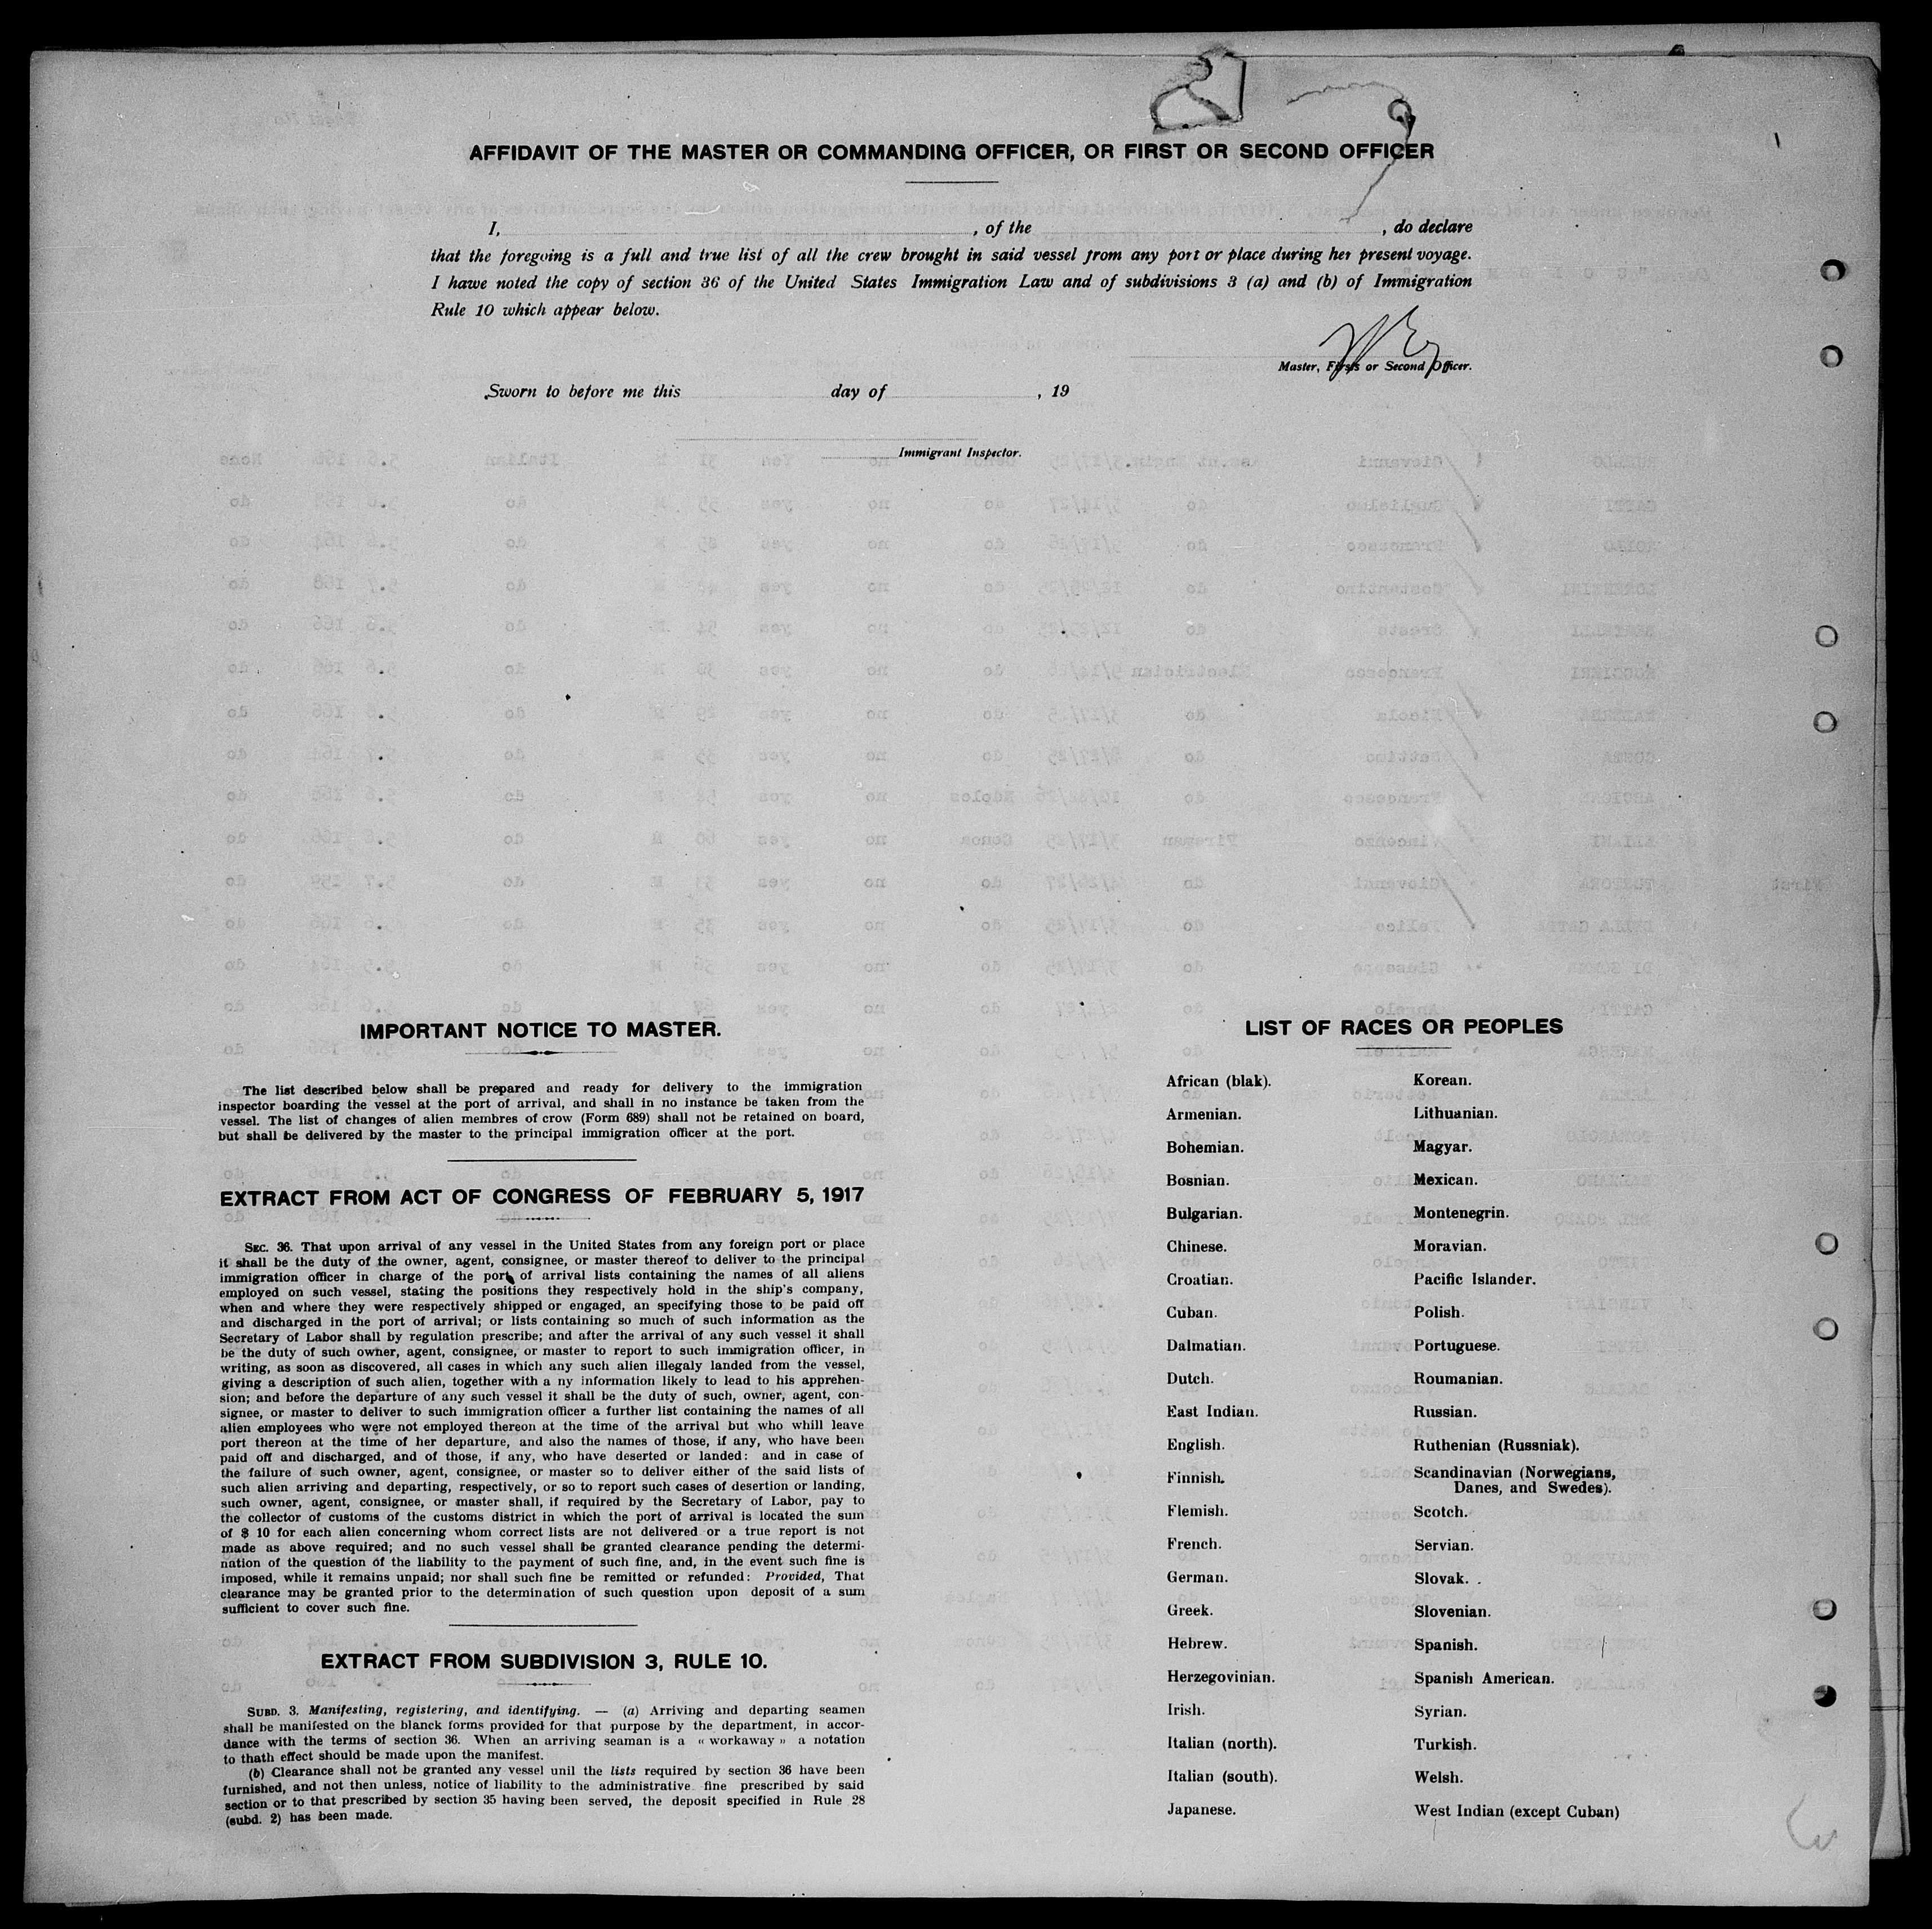 AFFIDAVIT OF THE MASTER OR COMMANDING OFFICER, OR FIRST OR SECOND OFFICER
I, , of the , do declare
that the foregoing is a full and true list of all the crew brought in said vessel from any port or place during her present voyage.
I hawe noted the copy of section 36 of the United States Immigration Law and of subdivisions 3 (a) and (b) of Immigration
Rule 10 which appear below.
Master, Firsts or Second Officer.
Sworn to before me this day of , 19
Immigrant Inspector.
IMPORTANT NOTICE TO MASTER.
The list described below shall be prepared and ready for delivery to the immigration
inspector boarding the vessel at the port of arrival, and shall in no instance be taken from the
vessel. The list of changes of alien membres of crow (Form 689) shall not be retained on board,
but shall be delivered by the master to the principal immigration officer at the port.
EXTRACT FROM ACT OF CONGRESS OF FEBRUARY 5, 1917
SEC. 36. That upon arrival of any vessel in the United States from any foreign port or place
it shall be the duty of the owner, agent, consignee, or master thereof to deliver to the principal
immigration officer in charge of the port of arrival lists containing the names of all aliens
employed on such vessel, stating the positions they respectively hold in the ship's company,
when and where they were respectively shipped or engaged, an specifying those to be paid off
and discharged in the port of arrival; or lists containing so much of such information as the
Secretary of Labor shall by regulation prescribe; and after the arrival of any such vessel it shall
be the duty of such owner, agent, consignee, or master to report to such immigration officer, in
writing, as soon as discovered, all cases in which any such alien illegaly landed from the vessel,
giving a description of such alien, together with a ny information likely to lead to his apprehen-
sion; and before the departure of any such vessel it shall be the duty of such, owner, agent, con-
signee, or master to deliver to such immigration officer a further list containing the names of all
alien employees who were not employed thereon at the time of the arrival but who whill leave
port thereon at the time of her departure, and also the names of those, if any, who have been
paid off and discharged, and of those, if any, who have deserted or landed: and in case of
the failure of such owner, agent, consignee, or master so to deliver either of the said lists of
such alien arriving and departing, respectively, or so to report such cases of desertion or landing,
such owner, agent, consignee, or master shall, if required by the Secretary of Labor, pay to
the collector of customs of the customs district in which the port of arrival is located the sum
of $ 10 for each alien concerning whom correct lists are not delivered or a true report is not
made as above required; and no such vessel shall be granted clearance pending the determi-
nation of the question of the liability to the payment of such fine, and, in the event such fine is
imposed, while it remains unpaid; nor shall such fine be remitted or refunded: Provided, That
clearance may be granted prior to the determination of such question upon deposit of a sum
sufficient to cover such fine.
EXTRACT FROM SUBDIVISION 3, RULE 10.
SUBD. 3. Manifesting, registering, and identifying. — (a) Arriving and departing seamen
shall be manifested on the blanck forms provided for that purpose by the department, in accor-
dance with the terms of section 36. When an arriving seaman is a « workaway » a notation
to thath effect should be made upon the manifest.
(b) Clearance shall not be granted any vessel unil the lists required by section 36 have been
furnished, and not then unless, notice of liability to the administrative fine prescribed by said
section or to that prescribed by section 35 having been served, the deposit specified in Rule 28
(subd. 2) has been made.
LIST OF RACES OR PEOPLES
African (blak).
Armenian.
Bohemian.
Bosnian.
Bulgarian.
Chinese.
Croatian.
Cuban.
Dalmatian.
Dutch.
East Indian.
English.
Finnish.
Flemish.
French.
German.
Greek.
Hebrew.
Herzegovinian.
Irish.
Italian (north).
Italian (south).
Japanese.
Korean.
Lithuanian.
Magyar.
Mexican.
Montenegrin.
Moravian.
Pacific Islander.
Polish.
Portuguese.
Roumanian.
Russian.
Ruthenian (Russniak).
Scandinavian (Norwegians,
Danes, and Swedes).
Scotch.
Servian.
Slovak.
Slovenian.
Spanish.
Spanish American.
Syrian.
Turkish.
Welsh.
West Indian (except Cuban)